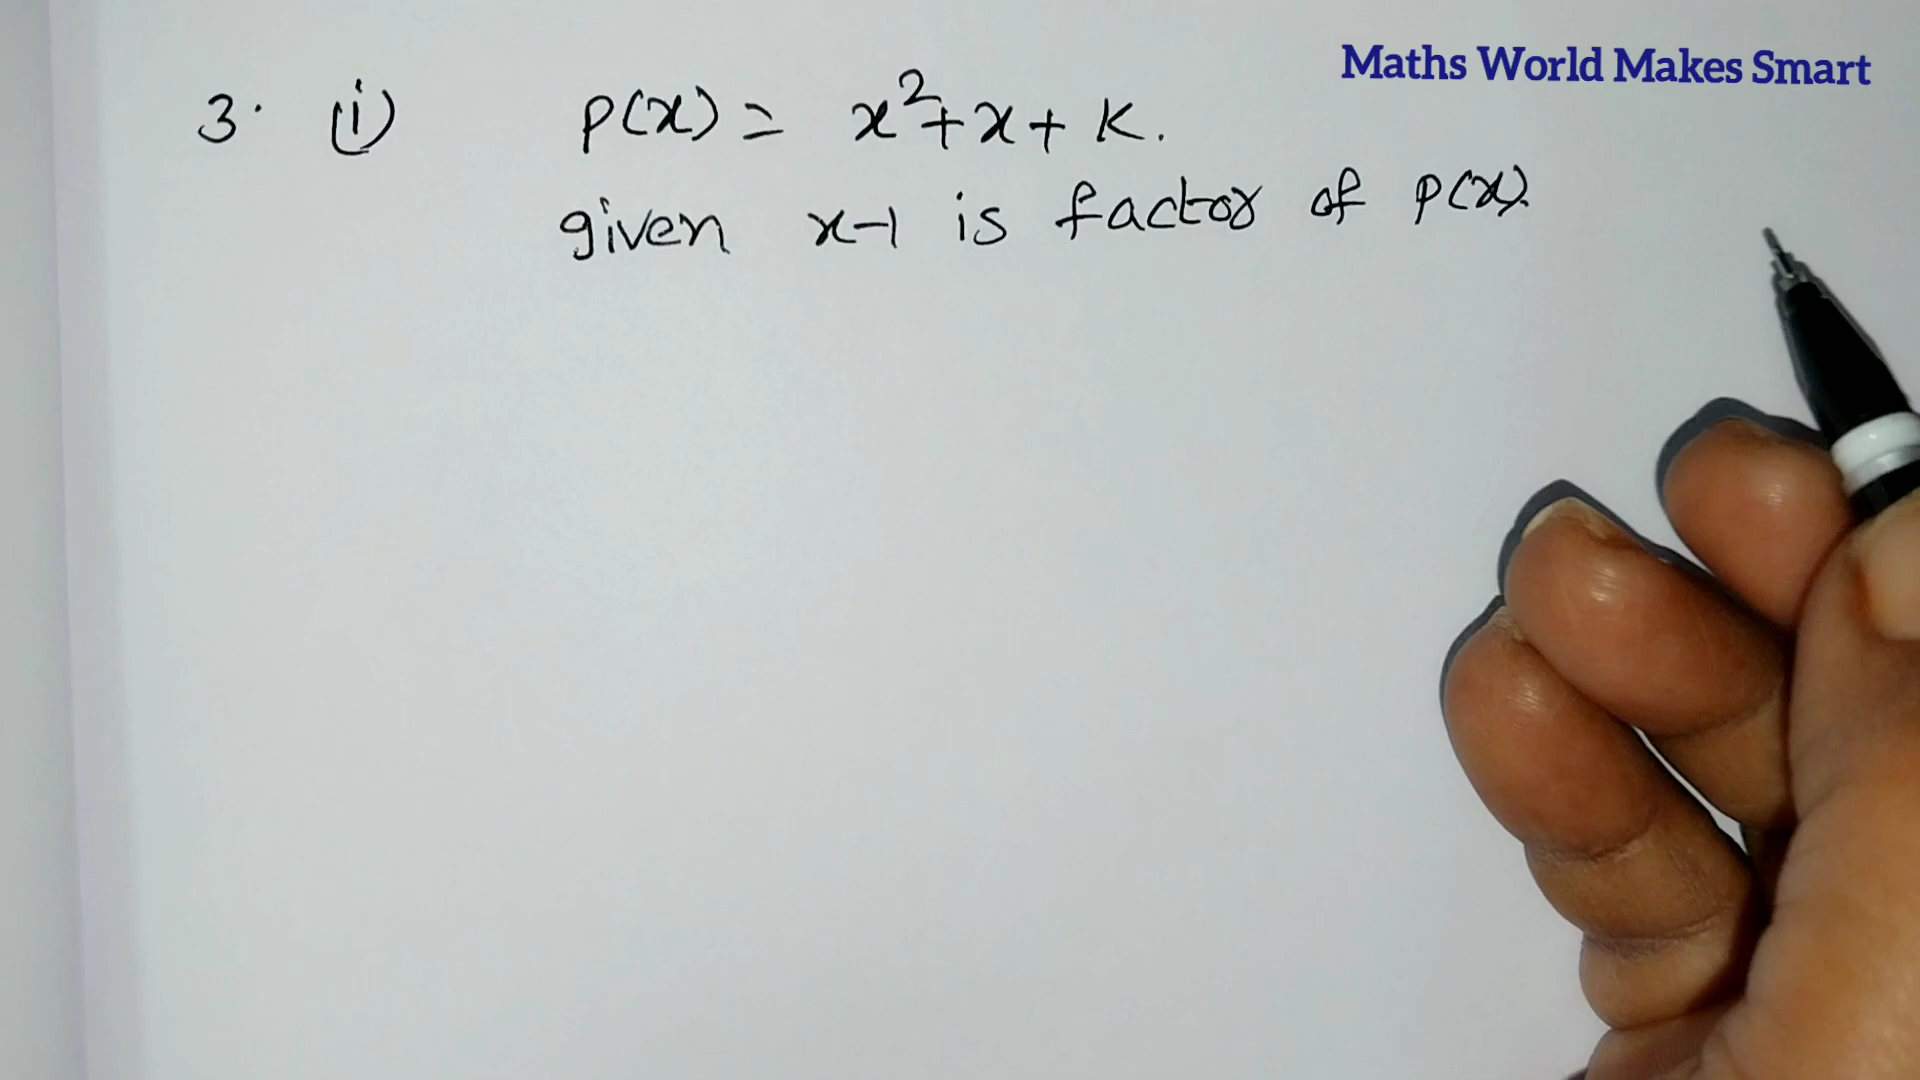 Maths World Makes Smart
3. (i) p(x) = x²+x+k.
given x-1 is factor of p(x).